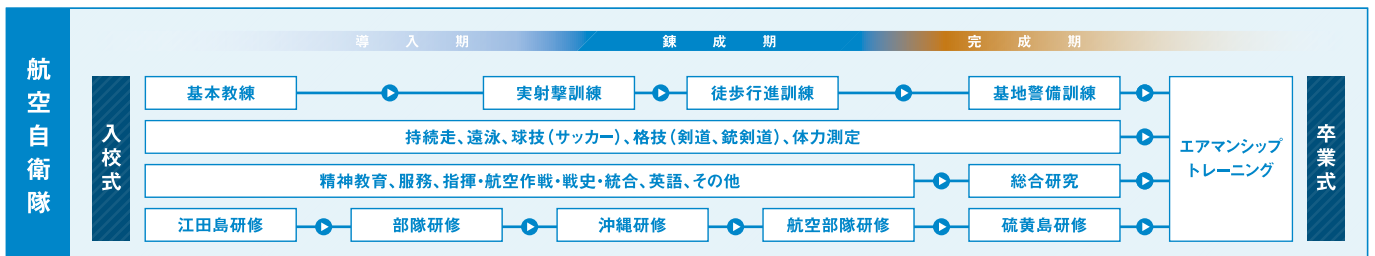 航空自衛隊
導入期
錬成期
完成期
入校式
基本教練
実射撃訓練
徒歩行進訓練
基地警備訓練
持続走、遠泳、球技(サッカー)、格技(剣道、銃剣道)、体力測定
精神教育、服務、指揮・航空作戦・戦史・統合、英語、その他
総合研究
江田島研修
部隊研修
沖縄研修
航空部隊研修
硫黄島研修
エアマンシップ
トレーニング
卒業式